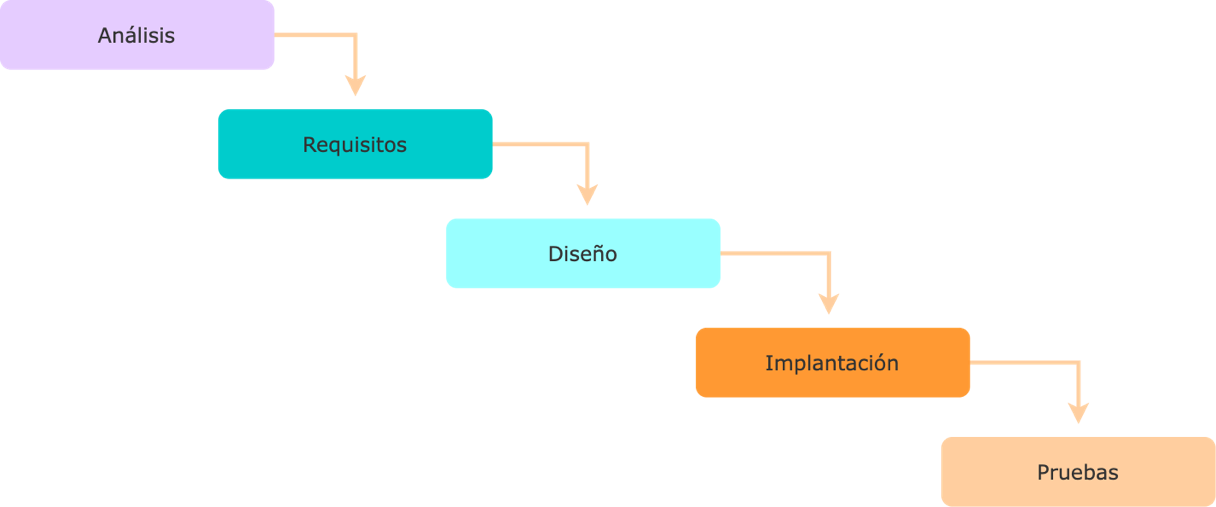 Análisis
Requisitos
Diseño
Implantación
Pruebas